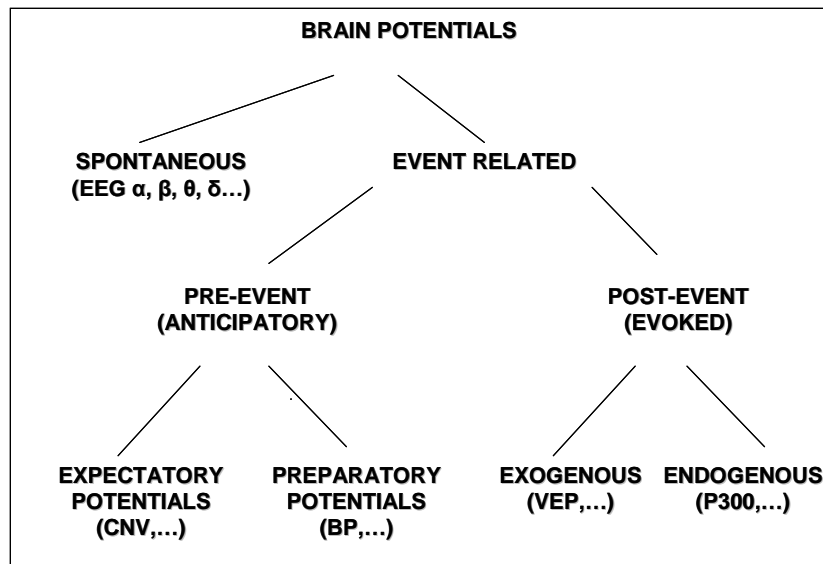 BRAIN POTENTIALS
SPONTANEOUS
(EEG α, β, θ, δ…)
EVENT RELATED
PRE-EVENT
(ANTICIPATORY)
POST-EVENT
(EVOKED)
EXPECTATORY
POTENTIALS
(CNV,…)
PREPARATORY
POTENTIALS
(BP,…)
EXOGENOUS
(VEP,…)
ENDOGENOUS
(P300,…)